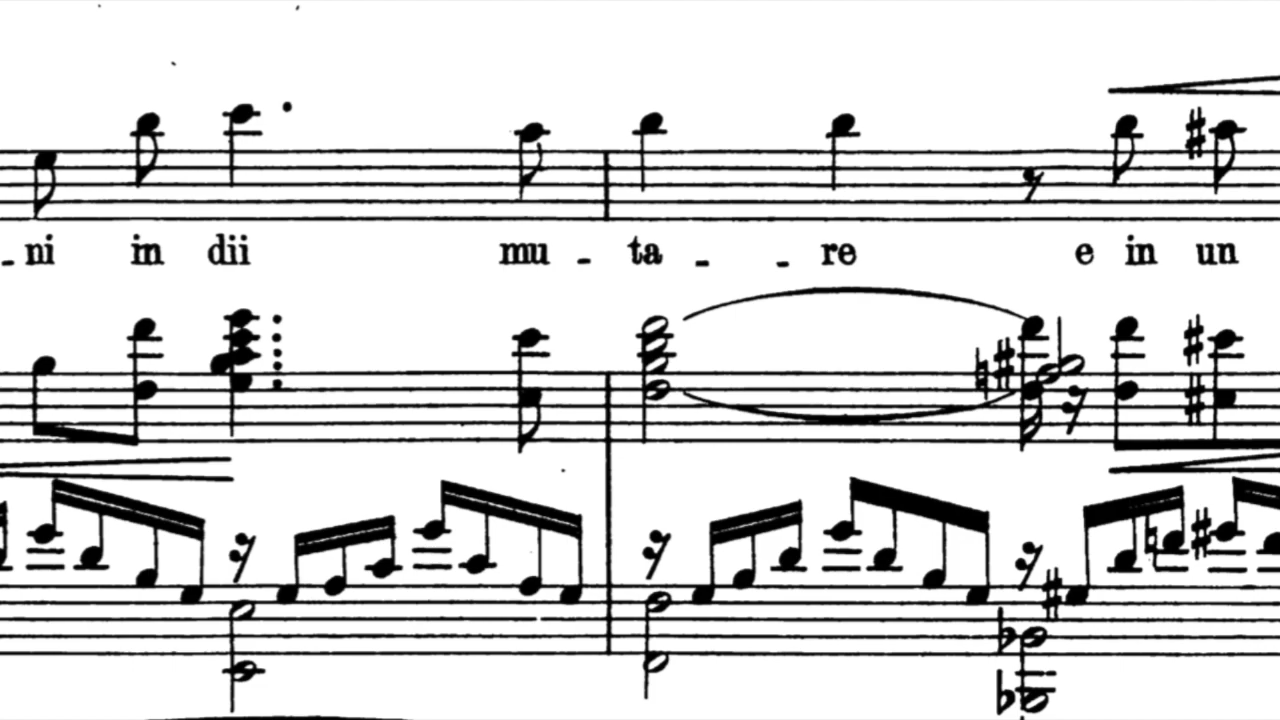 _ ni in dii mu _ ta _ _ re e in un